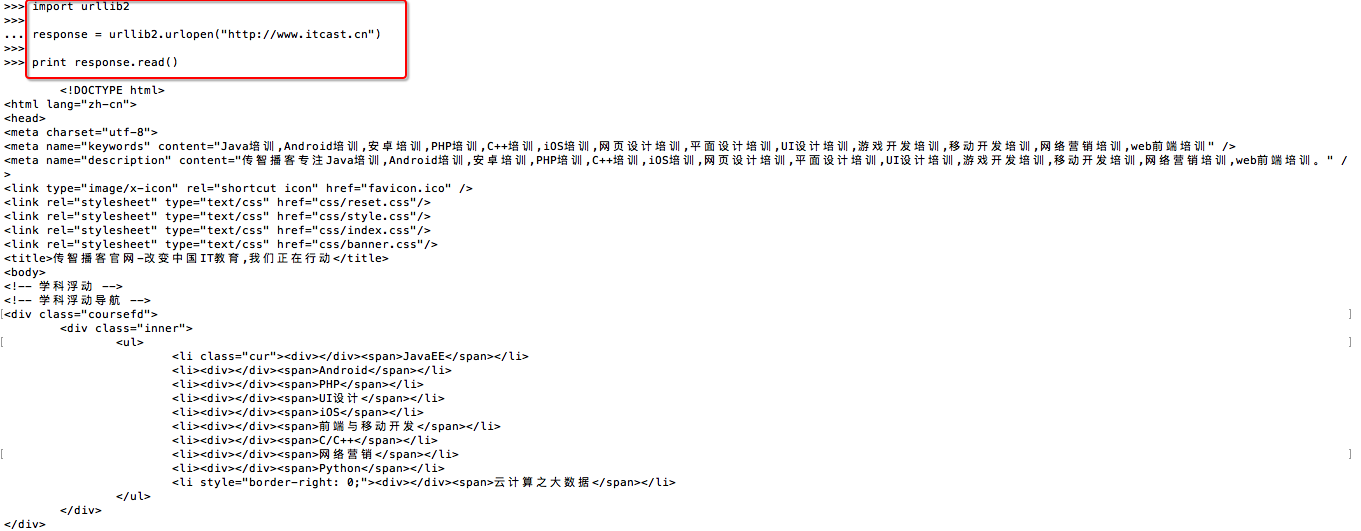 >>> import urllib2
>>>
... response = urllib2.urlopen("http://www.itcast.cn")
>>>
>>> print response.read()
<!DOCTYPE html>
<html lang="zh-cn">
<head>
<meta charset="utf-8">
<meta name="keywords" content="Java培训,Android培训,安卓培训,PHP培训,C++培训,iOS培训,网页设计培训,平面设计培训,UI设计培训,游戏开发培训,移动开发培训,网络营销培训,web前端培训" />
<meta name="description" content="传智播客专注Java培训,Android培训,安卓培训,PHP培训,C++培训,iOS培训,网页设计培训,平面设计培训,UI设计培训,游戏开发培训,移动开发培训,网络营销培训,web前端培训。" /
>
<link type="image/x-icon" rel="shortcut icon" href="favicon.ico" />
<link rel="stylesheet" type="text/css" href="css/reset.css"/>
<link rel="stylesheet" type="text/css" href="css/style.css"/>
<link rel="stylesheet" type="text/css" href="css/index.css"/>
<link rel="stylesheet" type="text/css" href="css/banner.css"/>
<title>传智播客官网-改变中国IT教育,我们正在行动</title>
<body>
<!-- 学科浮动 -->
<!-- 学科浮动导航 -->
[<div class="coursefd"> ]
<div class="inner">
[ <ul> ]
<li class="cur"><div></div><span>JavaEE</span></li>
<li><div></div><span>Android</span></li>
<li><div></div><span>PHP</span></li>
<li><div></div><span>UI设计</span></li>
<li><div></div><span>iOS</span></li>
<li><div></div><span>前端与移动开发</span></li>
<li><div></div><span>C/C++</span></li>
[ <li><div></div><span>网络营销</span></li> ]
<li><div></div><span>Python</span></li>
<li style="border-right: 0;"><div></div><span>云计算之大数据</span></li>
</ul>
</div>
</div>